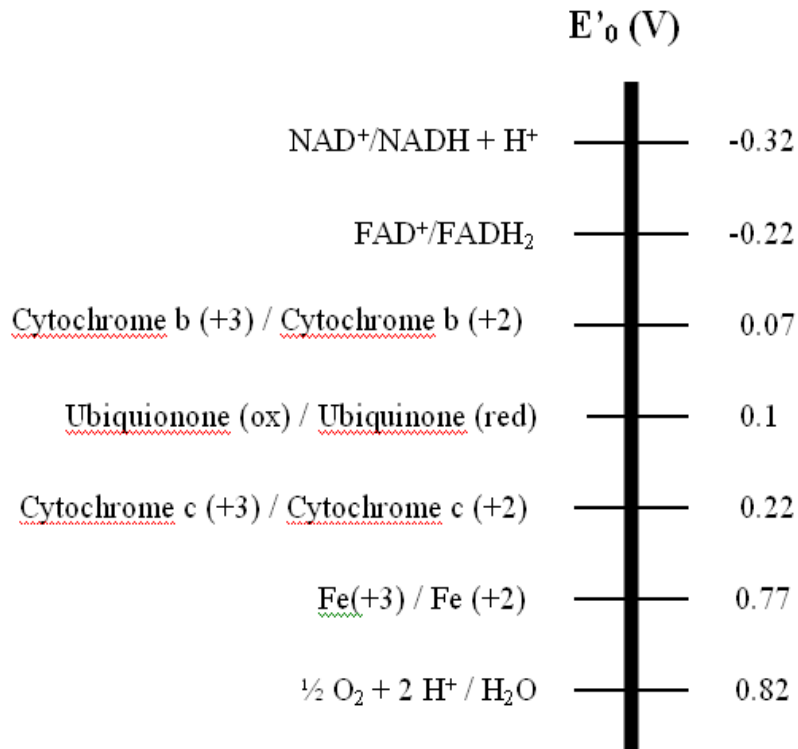 E'₀ (V)
NAD⁺/NADH + H⁺ -0.32
FAD⁺/FADH₂ -0.22
Cytochrome b (+3) / Cytochrome b (+2) 0.07
Ubiquionone (ox) / Ubiquinone (red) 0.1
Cytochrome c (+3) / Cytochrome c (+2) 0.22
Fe(+3) / Fe (+2) 0.77
½ O₂ + 2 H⁺ / H₂O 0.82